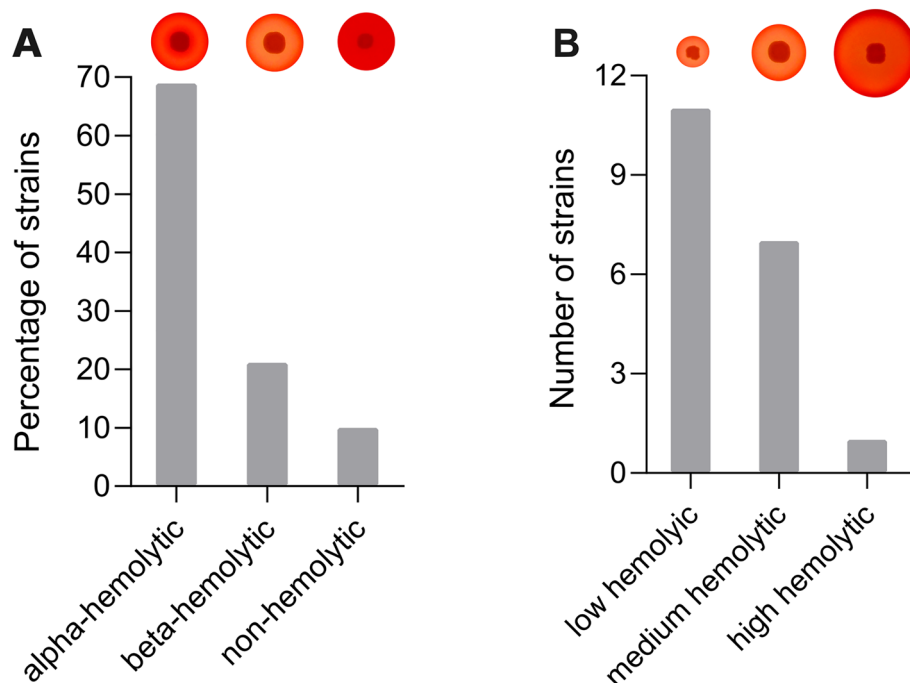 A
Percentage of strains
70
60
50
40
30
20
10
0
alpha-hemolytic
beta-hemolytic
non-hemolytic
B
Number of strains
12
9
6
3
0
low hemolyic
medium hemolytic
high hemolytic